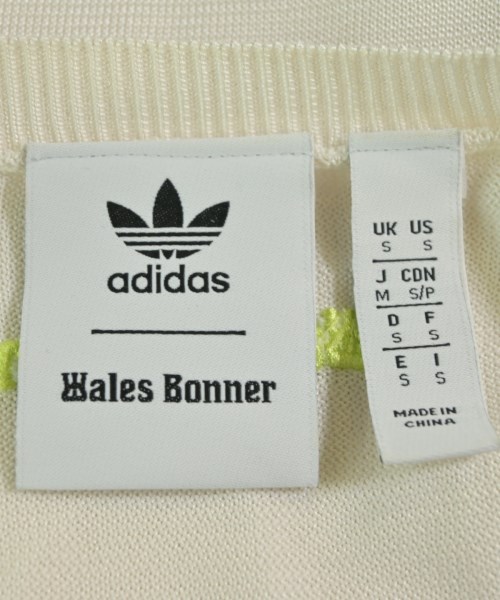 adidas
Wales Bonner
UK US
S S
J CDN
M S/P
D F
S S
E I
S S
MADE IN
CHINA